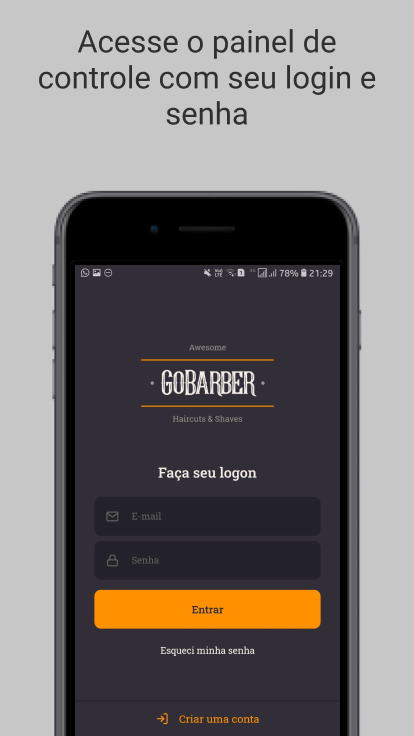 Acesse o painel de
controle com seu login e
senha
78% 21:29
Awesome
GOBARBER
Haircuts & Shaves
Faça seu logon
E-mail
Senha
Entrar
Esqueci minha senha
Criar uma conta